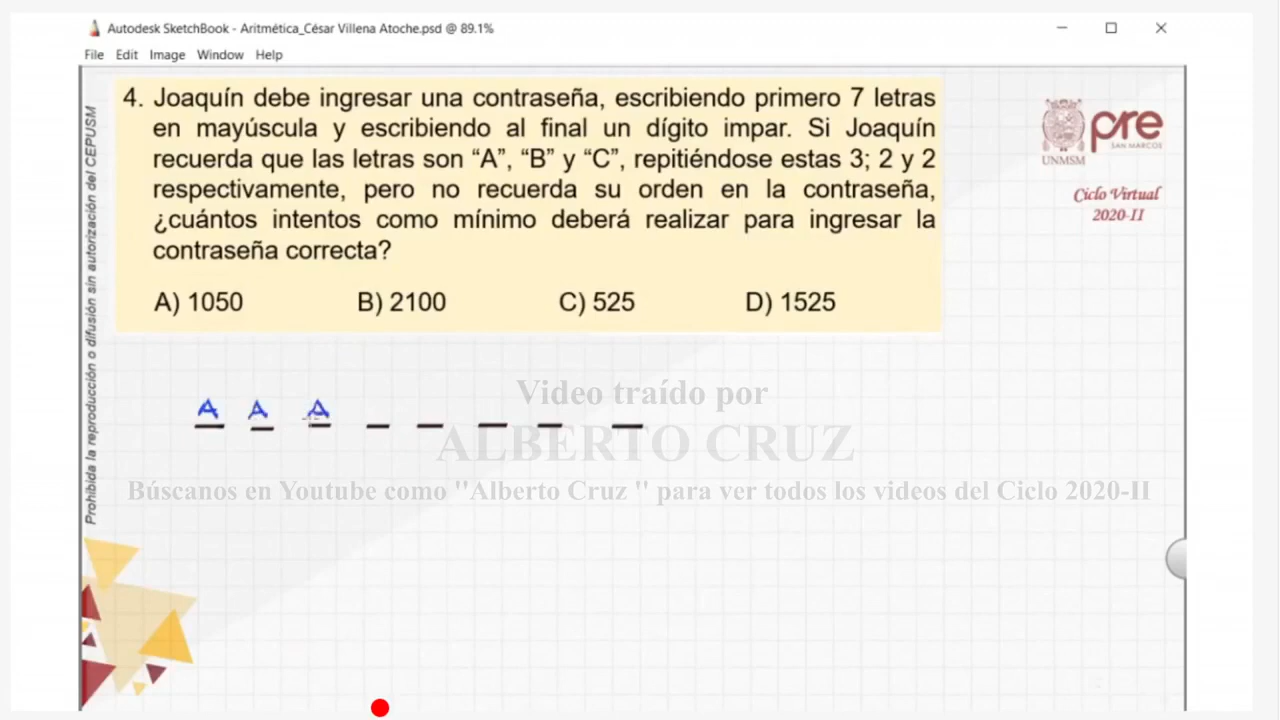 Autodesk SketchBook - Aritmética_César Villena Atoche.psd @ 89.1%
File Edit Image Window Help
4. Joaquín debe ingresar una contraseña, escribiendo primero 7 letras
en mayúscula y escribiendo al final un dígito impar. Si Joaquín
recuerda que las letras son “A”, “B” y “C”, repitiéndose estas 3; 2 y 2
respectivamente, pero no recuerda su orden en la contraseña,
¿cuántos intentos como mínimo deberá realizar para ingresar la
contraseña correcta?
A) 1050 B) 2100 C) 525 D) 1525
UNMSM
pre
SAN MARCOS
Ciclo Virtual
2020-II
Prohibida la reproducción o difusión sin autorización del CEPUSM
A A A
Video traído por
ALBERTO CRUZ
Búscanos en Youtube como "Alberto Cruz " para ver todos los videos del Ciclo 2020-II